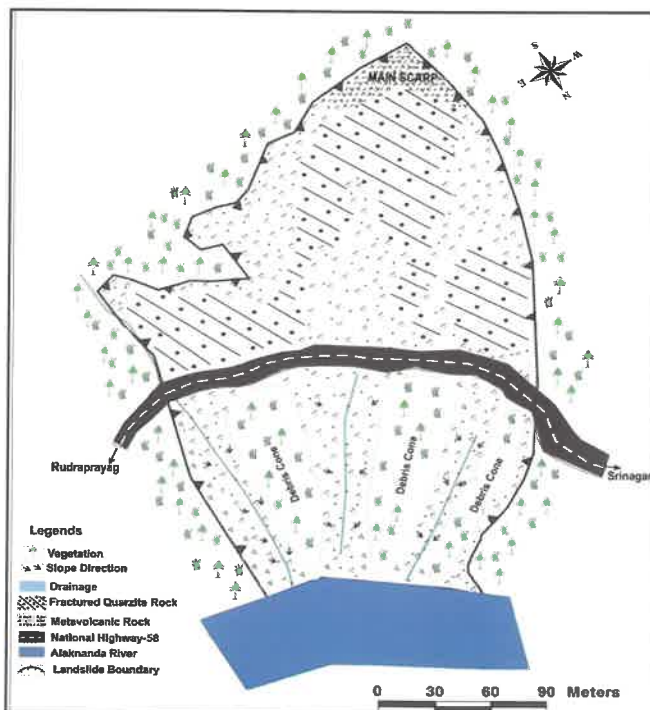 MAIN SCARP
S
W
E
N
Rudraprayag
Srinagar
Debris Cone
Debris Cone
Debris Cone
Legends
Vegetation
Slope Direction
Drainage
Fractured Quarzite Rock
Metavolcanic Rock
National Highway-58
Alaknanda River
Landslide Boundary
0 30 60 90 Meters